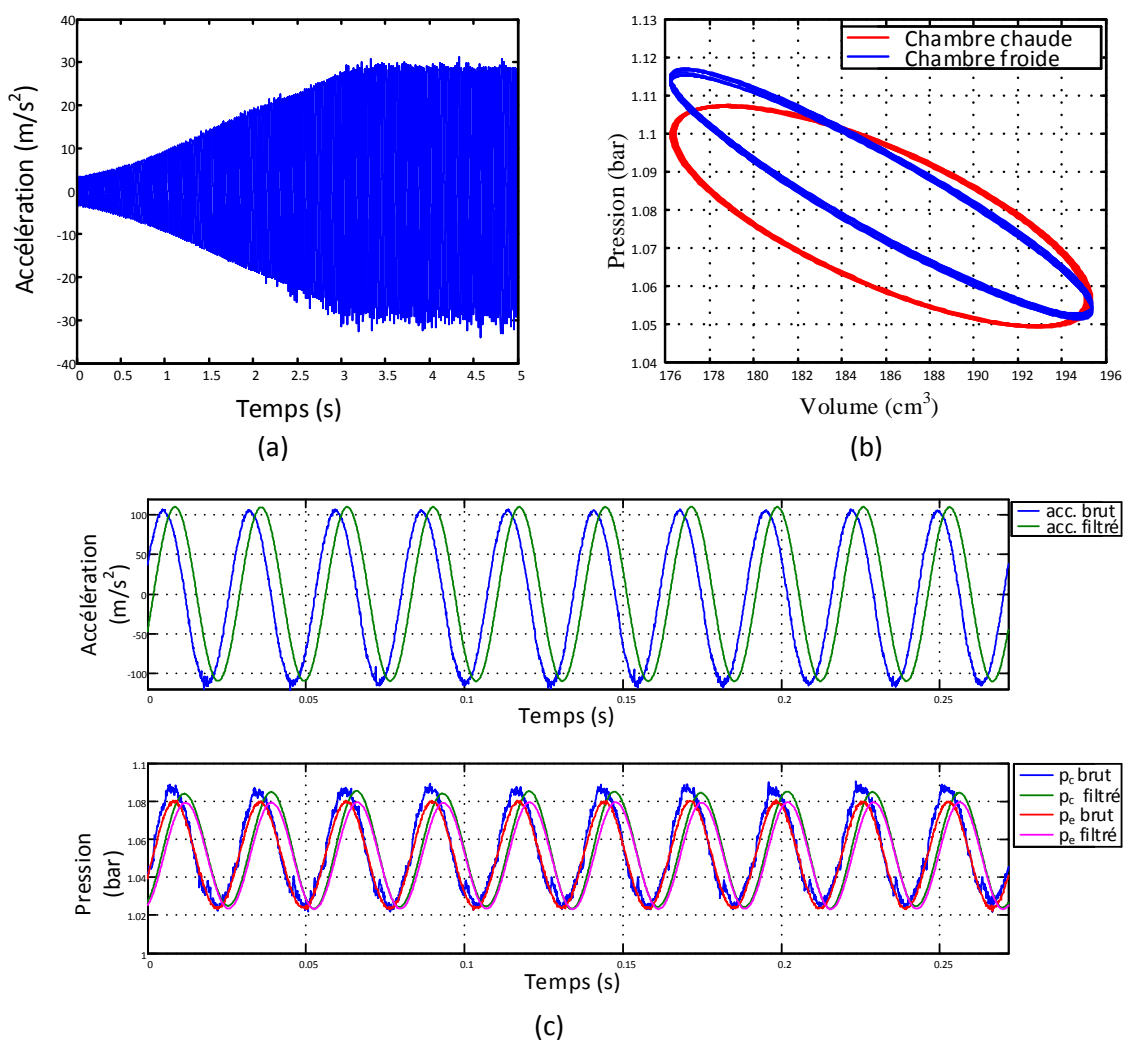 40
30
20
10
0
-10
-20
-30
-40
Accélération (m/s²)
0 0.5 1 1.5 2 2.5 3 3.5 4 4.5 5
Temps (s)
(a)
1.13
1.12
1.11
1.1
1.09
1.08
1.07
1.06
1.05
1.04
Pression (bar)
Chambre chaude
Chambre froide
176 178 180 182 184 186 188 190 192 194 196
Volume (cm³)
(b)
100
50
0
-50
-100
Accélération
(m/s²)
acc. brut
acc. filtré
0 0.05 0.1 0.15 0.2 0.25
Temps (s)
1.1
1.08
1.06
1.04
1.02
1
Pression
(bar)
p_c brut
p_c filtré
p_e brut
p_e filtré
0 0.05 0.1 0.15 0.2 0.25
Temps (s)
(c)